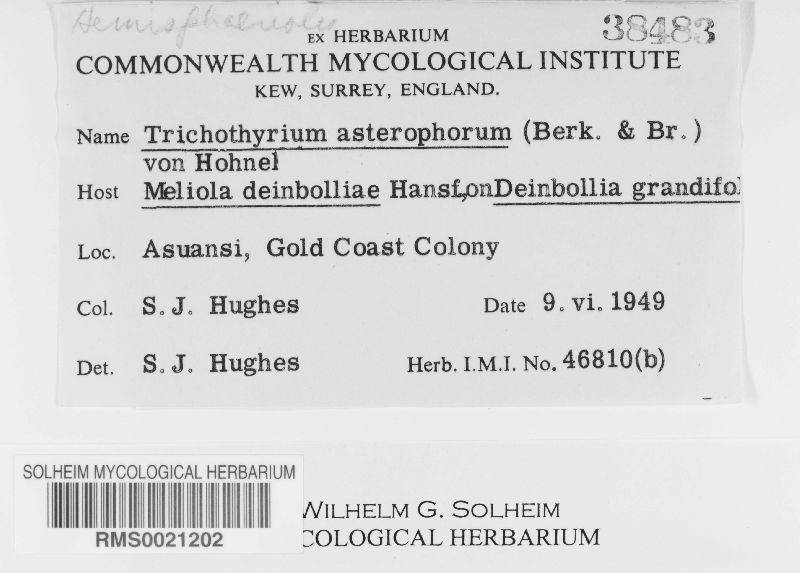 Hemisphaeriales 38483
EX HERBARIUM
COMMONWEALTH MYCOLOGICAL INSTITUTE
KEW, SURREY, ENGLAND.
Name Trichothyrium asterophorum (Berk. & Br.)
von Hohnel
Host Meliola deinbolliae Hansf., on Deinbollia grandifol
Loc. Asuansi, Gold Coast Colony
Col. S. J. Hughes Date 9. vi. 1949
Det. S. J. Hughes Herb. I.M.I. No. 46810(b)
SOLHEIM MYCOLOGICAL HERBARIUM
RMS0021202
WILHELM G. SOLHEIM
COLOGICAL HERBARIUM